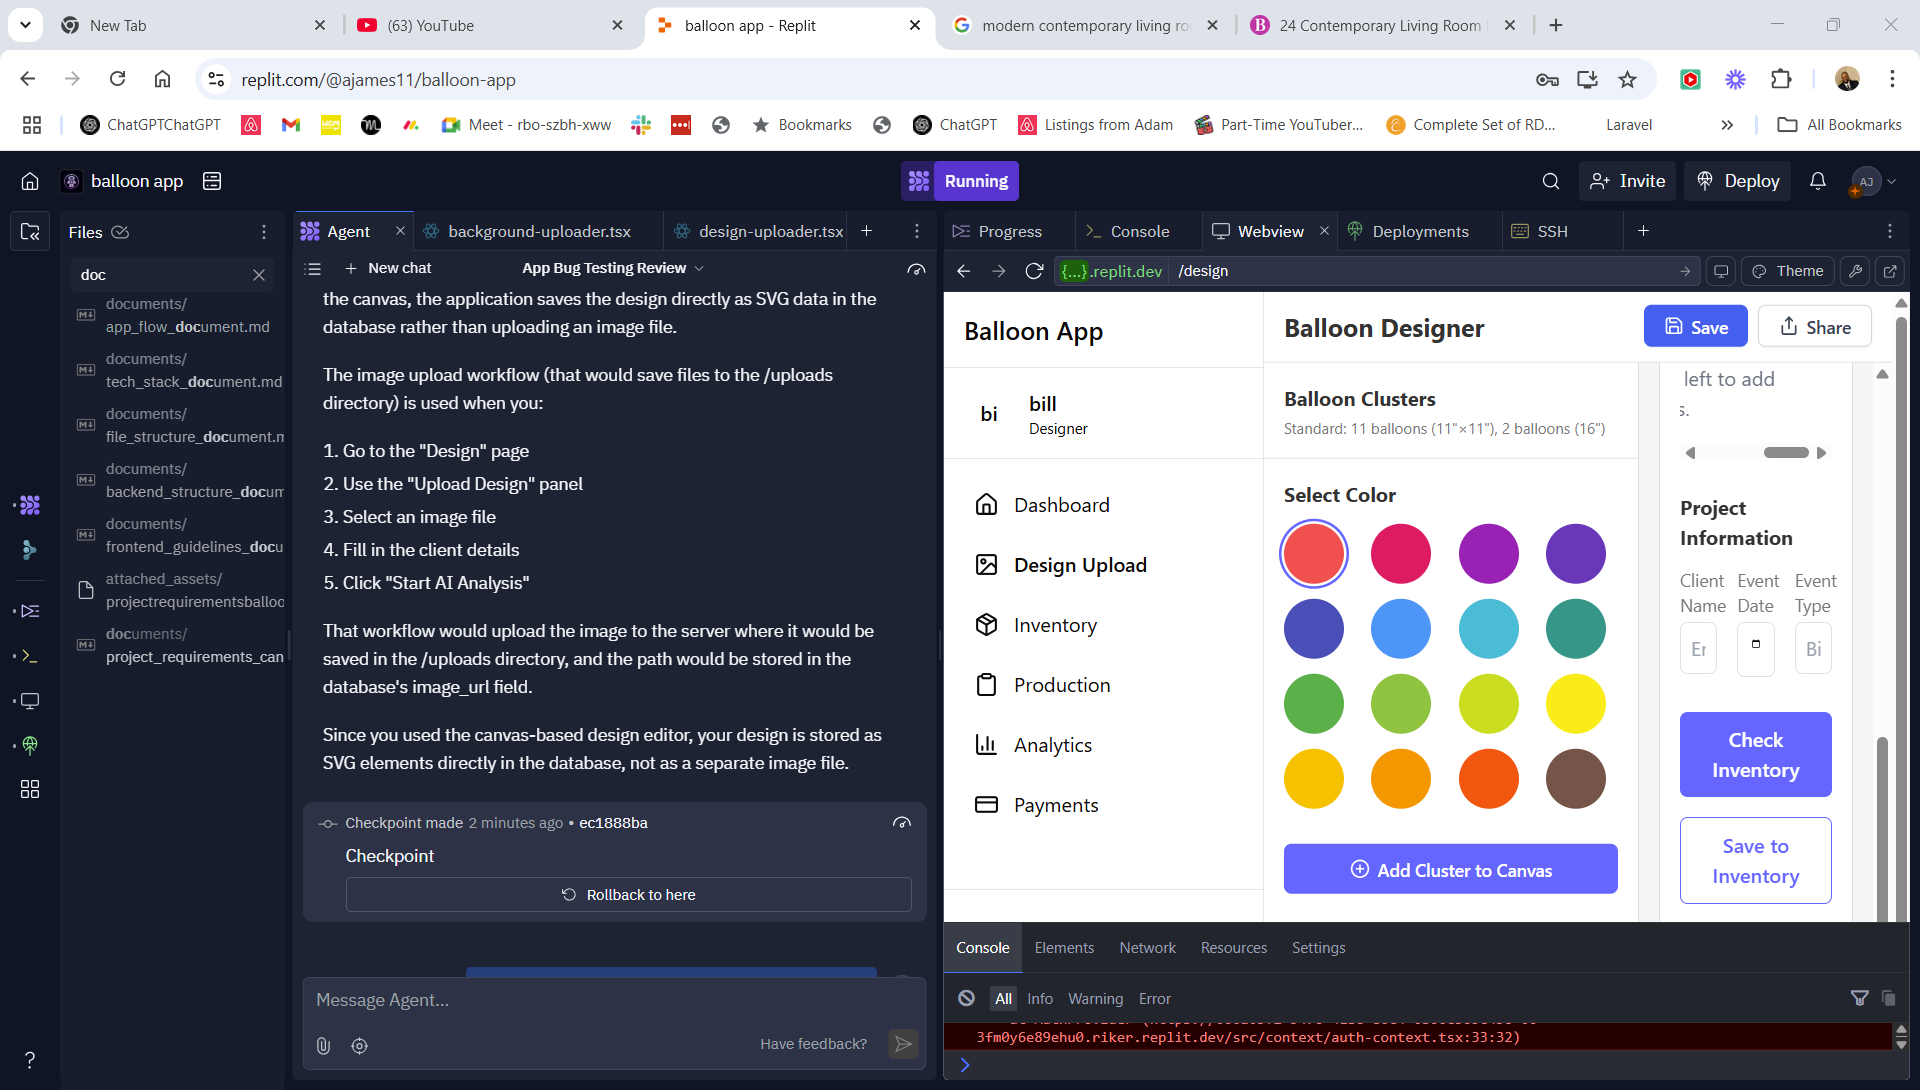 New Tab
(63) YouTube
balloon app - Replit
modern contemporary living ro
24 Contemporary Living Room
replit.com/@ajames11/balloon-app
ChatGPTChatGPT
Meet - rbo-szbh-xww
Bookmarks
ChatGPT
Listings from Adam
Part-Time YouTuber...
Complete Set of RD...
Laravel
All Bookmarks
balloon app
Running
Invite
Deploy
AJ
Files
doc
documents/
app_flow_document.md
documents/
tech_stack_document.md
documents/
file_structure_document.m
documents/
backend_structure_docum
documents/
frontend_guidelines_docu
attached_assets/
projectrequirementsballoo
documents/
project_requirements_can
Agent
background-uploader.tsx
design-uploader.tsx
New chat
App Bug Testing Review
the canvas, the application saves the design directly as SVG data in the
database rather than uploading an image file.
The image upload workflow (that would save files to the /uploads
directory) is used when you:
1. Go to the "Design" page
2. Use the "Upload Design" panel
3. Select an image file
4. Fill in the client details
5. Click "Start AI Analysis"
That workflow would upload the image to the server where it would be
saved in the /uploads directory, and the path would be stored in the
database's image_url field.
Since you used the canvas-based design editor, your design is stored as
SVG elements directly in the database, not as a separate image file.
Checkpoint made 2 minutes ago • ec1888ba
Checkpoint
Rollback to here
Message Agent...
Have feedback?
Progress
Console
Webview
Deployments
SSH
{...}.replit.dev
/design
Theme
Balloon App
bi
bill
Designer
Dashboard
Design Upload
Inventory
Production
Analytics
Payments
Balloon Designer
Save
Share
Balloon Clusters
Standard: 11 balloons (11"×11"), 2 balloons (16")
Select Color
Add Cluster to Canvas
left to add
s.
Project
Information
Client Name
Event Date
Event Type
Er
Bi
Check
Inventory
Save to
Inventory
Console
Elements
Network
Resources
Settings
All
Info
Warning
Error
3fm0y6e89ehu0.riker.replit.dev/src/context/auth-context.tsx:33:32)